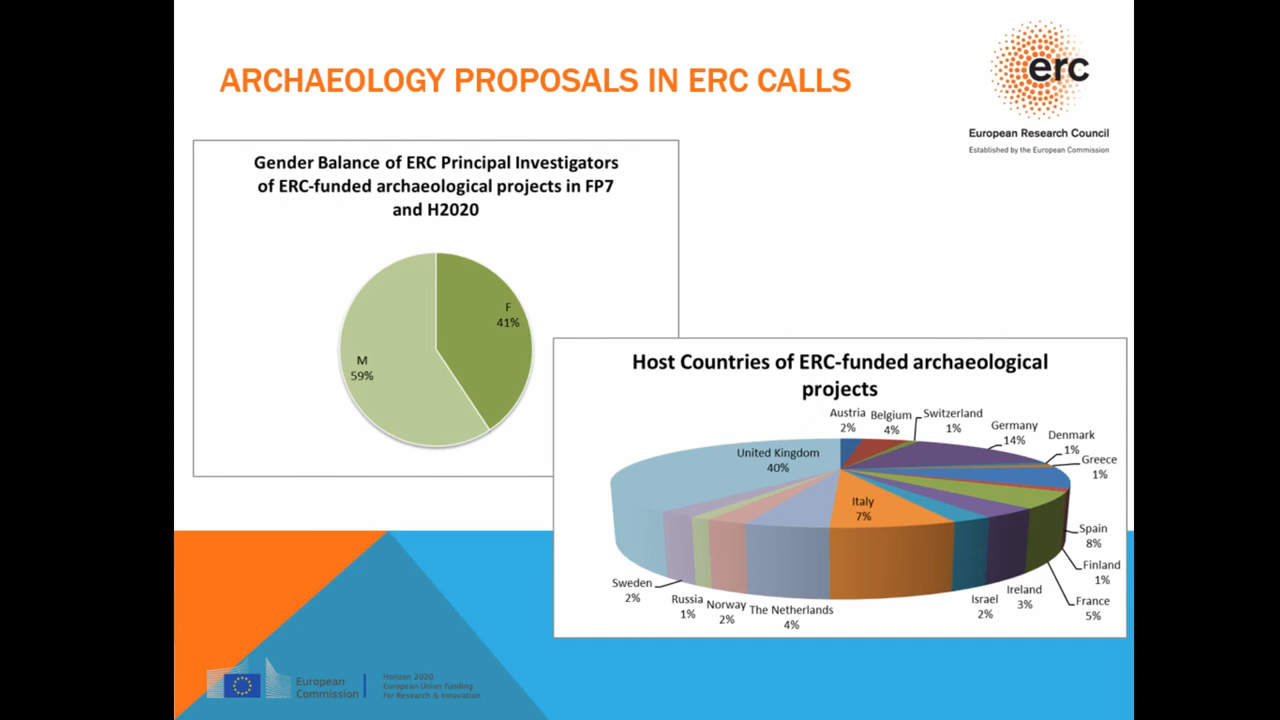 ARCHAEOLOGY PROPOSALS IN ERC CALLS
erc
European Research Council
Established by the European Commission
Gender Balance of ERC Principal Investigators
of ERC-funded archaeological projects in FP7
and H2020
F
41%
M
59%
Host Countries of ERC-funded archaeological
projects
Austria
2%
Belgium
4%
Switzerland
1%
Germany
14%
Denmark
1%
Greece
1%
Spain
8%
Finland
1%
France
5%
Ireland
3%
Israel
2%
Italy
7%
The Netherlands
4%
Norway
2%
Russia
1%
Sweden
2%
United Kingdom
40%
European
Commission
Horizon 2020
European Union Funding
for Research & Innovation